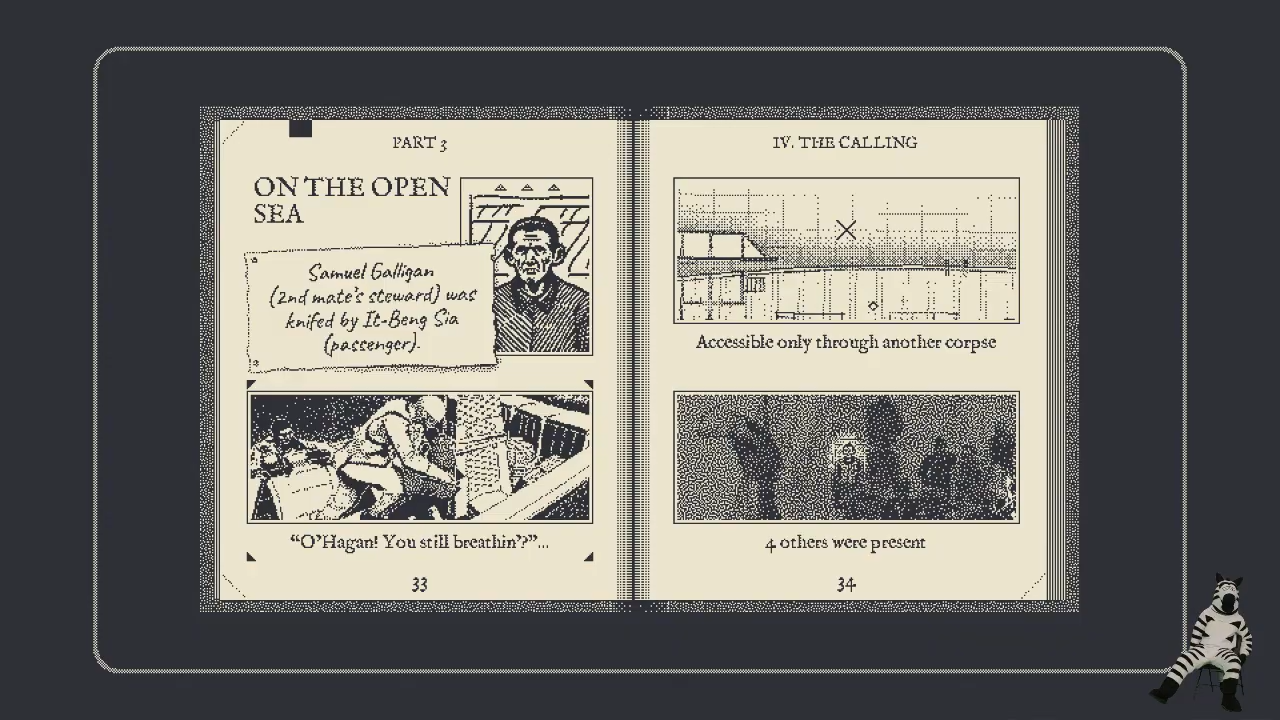 PART 3
ON THE OPEN
SEA
Samuel Galligan
(2nd mate's steward) was
knifed by It-Beng Sia
(passenger).
"O'Hagan! You still breathin'?"...
33
IV. THE CALLING
Accessible only through another corpse
4 others were present
34